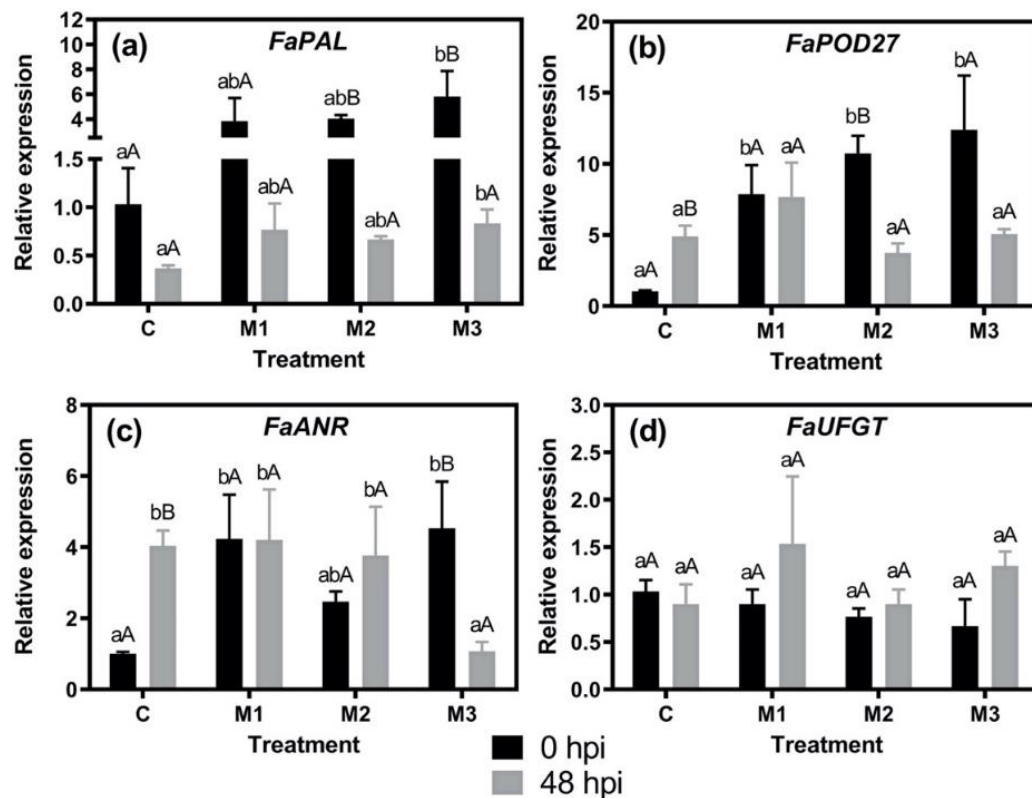 (a)
FaPAL
Relative expression
12
10
8
6
4
1.5
1.0
0.5
0.0
aA
aA
abA
abA
abB
abA
bB
bA
C M1 M2 M3
Treatment
(b)
FaPOD27
Relative expression
20
15
10
5
0
aA
aB
bA
aA
bB
aA
bA
aA
C M1 M2 M3
Treatment
(c)
FaANR
Relative expression
8
6
4
2
0
aA
bB
bA
bA
abA
bA
bB
aA
C M1 M2 M3
Treatment
(d)
FaUFGT
Relative expression
3.0
2.5
2.0
1.5
1.0
0.5
0.0
aA
aA
aA
aA
aA
aA
aA
aA
C M1 M2 M3
Treatment
0 hpi
48 hpi